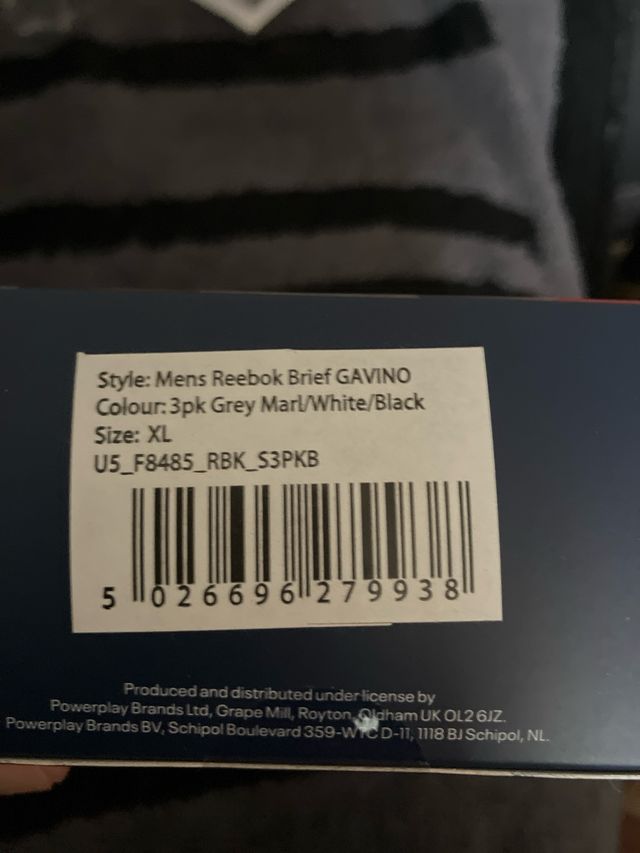 Style: Mens Reebok Brief GAVINO
Colour: 3pk Grey Marl/White/Black
Size: XL
U5_F8485_RBK_S3PKB
5 026696 279938
Produced and distributed under license by
Powerplay Brands Ltd, Grape Mill, Royton, Oldham UK OL2 6JZ.
Powerplay Brands BV, Schipol Boulevard 359-WTC D-11, 1118 BJ Schipol, NL.